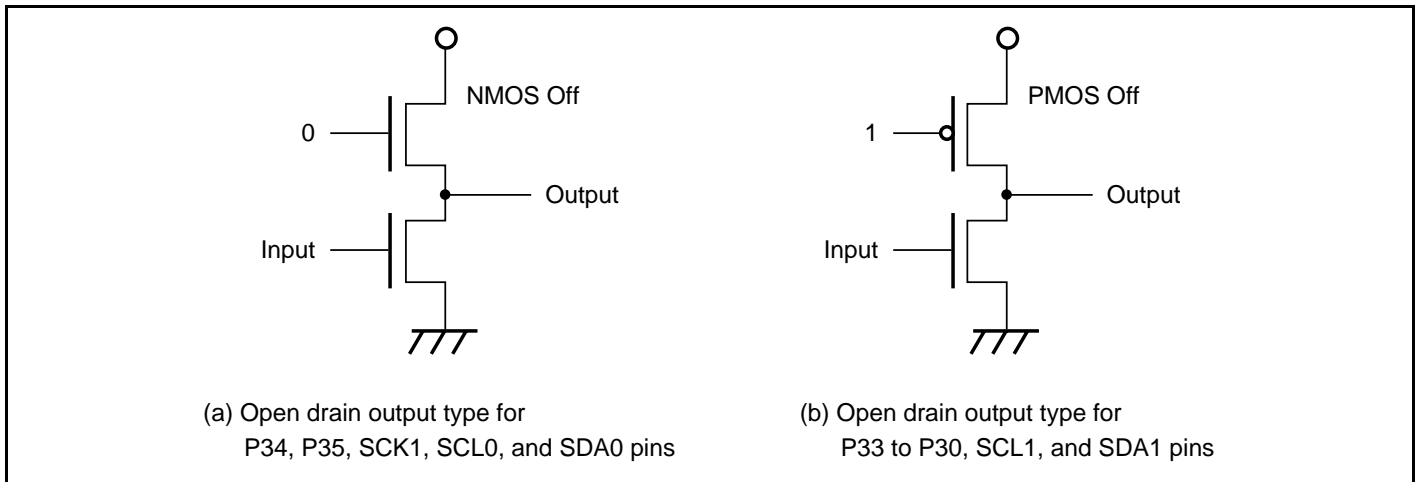 NMOS Off
0
Output
Input
(a) Open drain output type for
P34, P35, SCK1, SCL0, and SDA0 pins
PMOS Off
1
Output
Input
(b) Open drain output type for
P33 to P30, SCL1, and SDA1 pins